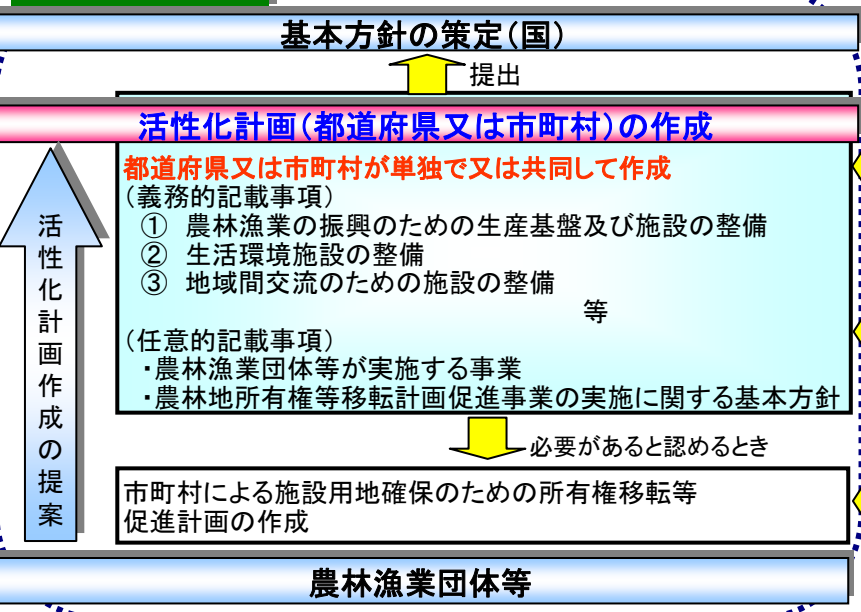 基本方針の策定(国)
提出
活性化計画(都道府県又は市町村)の作成
都道府県又は市町村が単独で又は共同して作成
(義務的記載事項)
① 農林漁業の振興のための生産基盤及び施設の整備
② 生活環境施設の整備
③ 地域間交流のための施設の整備
等
(任意的記載事項)
・農林漁業団体等が実施する事業
・農林地所有権等移転計画促進事業の実施に関する基本方針
必要があると認めるとき
市町村による施設用地確保のための所有権移転等
促進計画の作成
活性化計画作成の提案
農林漁業団体等